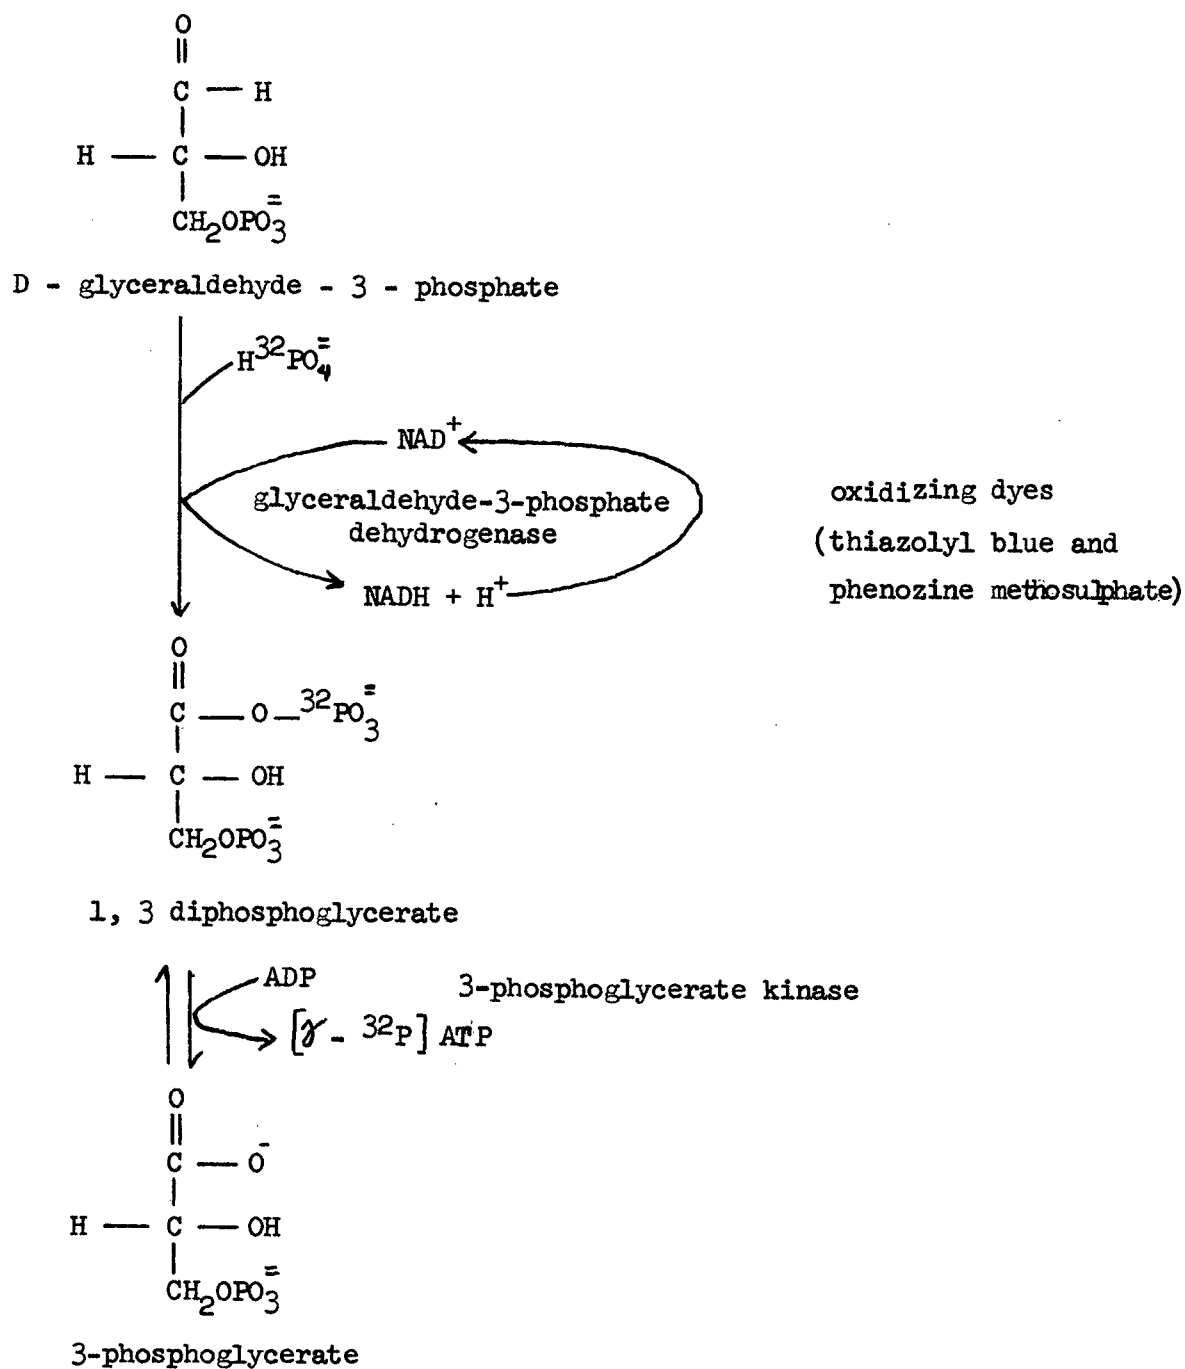 O
C — H
H — C — OH
CH2OPO3=
D - glyceraldehyde - 3 - phosphate
H32PO4=
NAD+
glyceraldehyde-3-phosphate
dehydrogenase
NADH + H+
oxidizing dyes
(thiazolyl blue and
phenozine methosulphate)
O
C — O — 32PO3=
H — C — OH
CH2OPO3=
1, 3 diphosphoglycerate
ADP
3-phosphoglycerate kinase
[γ - 32P] ATP
O
C — O-
H — C — OH
CH2OPO3=
3-phosphoglycerate